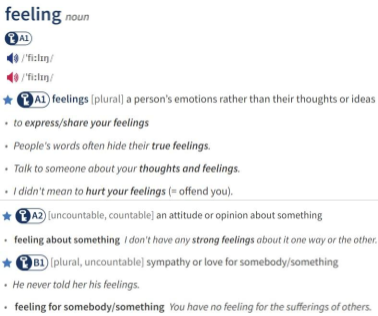 feeling noun
A1
/ˈfiːlɪŋ/
/ˈfiːlɪŋ/
A1 feelings [plural] a person's emotions rather than their thoughts or ideas
• to express/share your feelings
• People's words often hide their true feelings.
• Talk to someone about your thoughts and feelings.
• I didn't mean to hurt your feelings (= offend you).
A2 [uncountable, countable] an attitude or opinion about something
• feeling about something I don't have any strong feelings about it one way or the other.
B1 [plural, uncountable] sympathy or love for somebody/something
• He never told her his feelings.
• feeling for somebody/something You have no feeling for the sufferings of others.